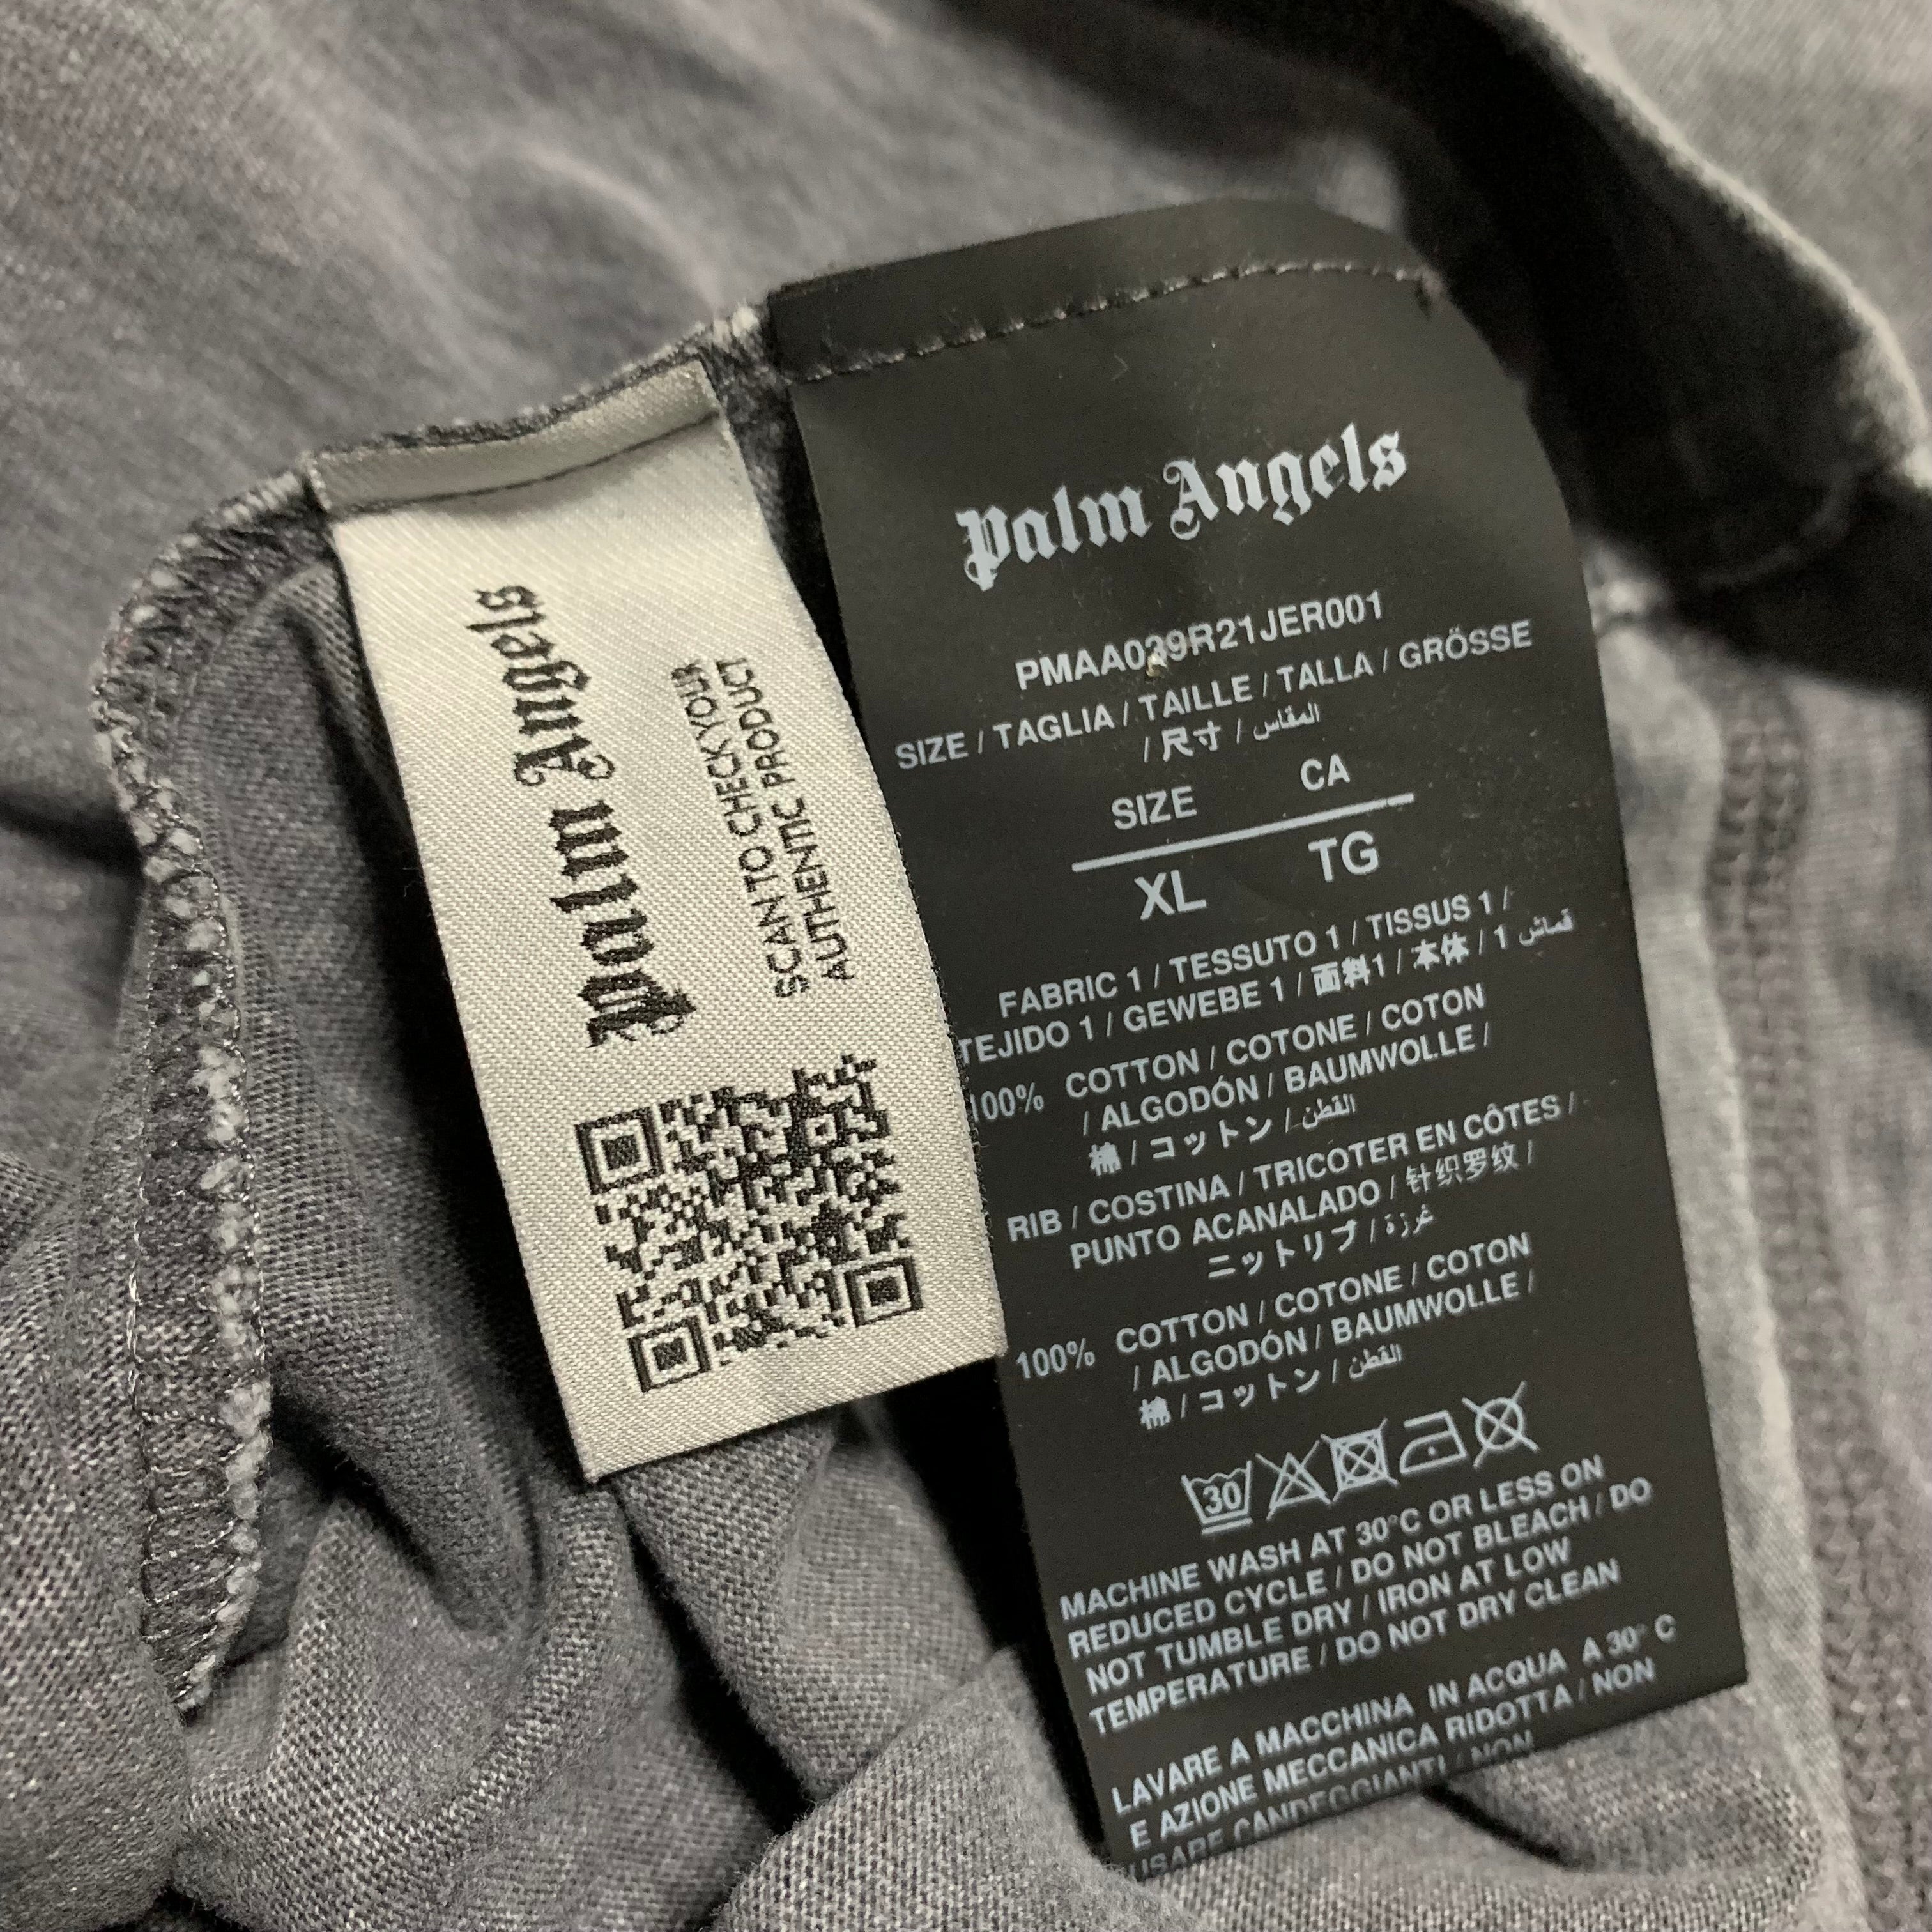 Palm Angels
SCAN TO CHECK YOUR
AUTHENTIC PRODUCT
Palm Angels
PMAA039R21JER001
SIZE / TAGLIA / TAILLE / TALLA / GRÖSSE
/ 尺寸 / المقاس
SIZE CA
XL TG
FABRIC 1 / TESSUTO 1 / TISSUS 1 /
TEJIDO 1 / GEWEBE 1 / 面料1 / 本体 / 1 قماش
100% COTTON / COTONE / COTON
/ ALGODÓN / BAUMWOLLE /
棉 / コットン / القطن
RIB / COSTINA / TRICOTER EN CÔTES /
PUNTO ACANALADO / 针织罗纹 /
ニットリブ / غرزة
100% COTTON / COTONE / COTON
/ ALGODÓN / BAUMWOLLE /
棉 / コットン / القطن
30
MACHINE WASH AT 30°C OR LESS ON
REDUCED CYCLE / DO NOT BLEACH / DO
NOT TUMBLE DRY / IRON AT LOW
TEMPERATURE / DO NOT DRY CLEAN
LAVARE A MACCHINA IN ACQUA A 30° C
E AZIONE MECCANICA RIDOTTA / NON
USARE CANDEGGIANTI / NON